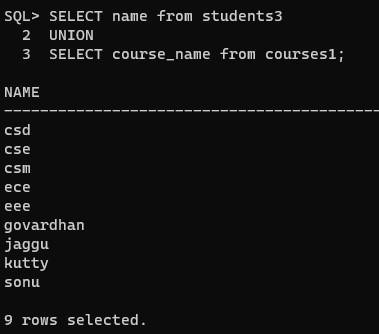 SQL> SELECT name from students3
  2  UNION
  3  SELECT course_name from courses1;
NAME
--------------------------------------------------
csd
cse
csm
ece
eee
govardhan
jaggu
kutty
sonu
9 rows selected.